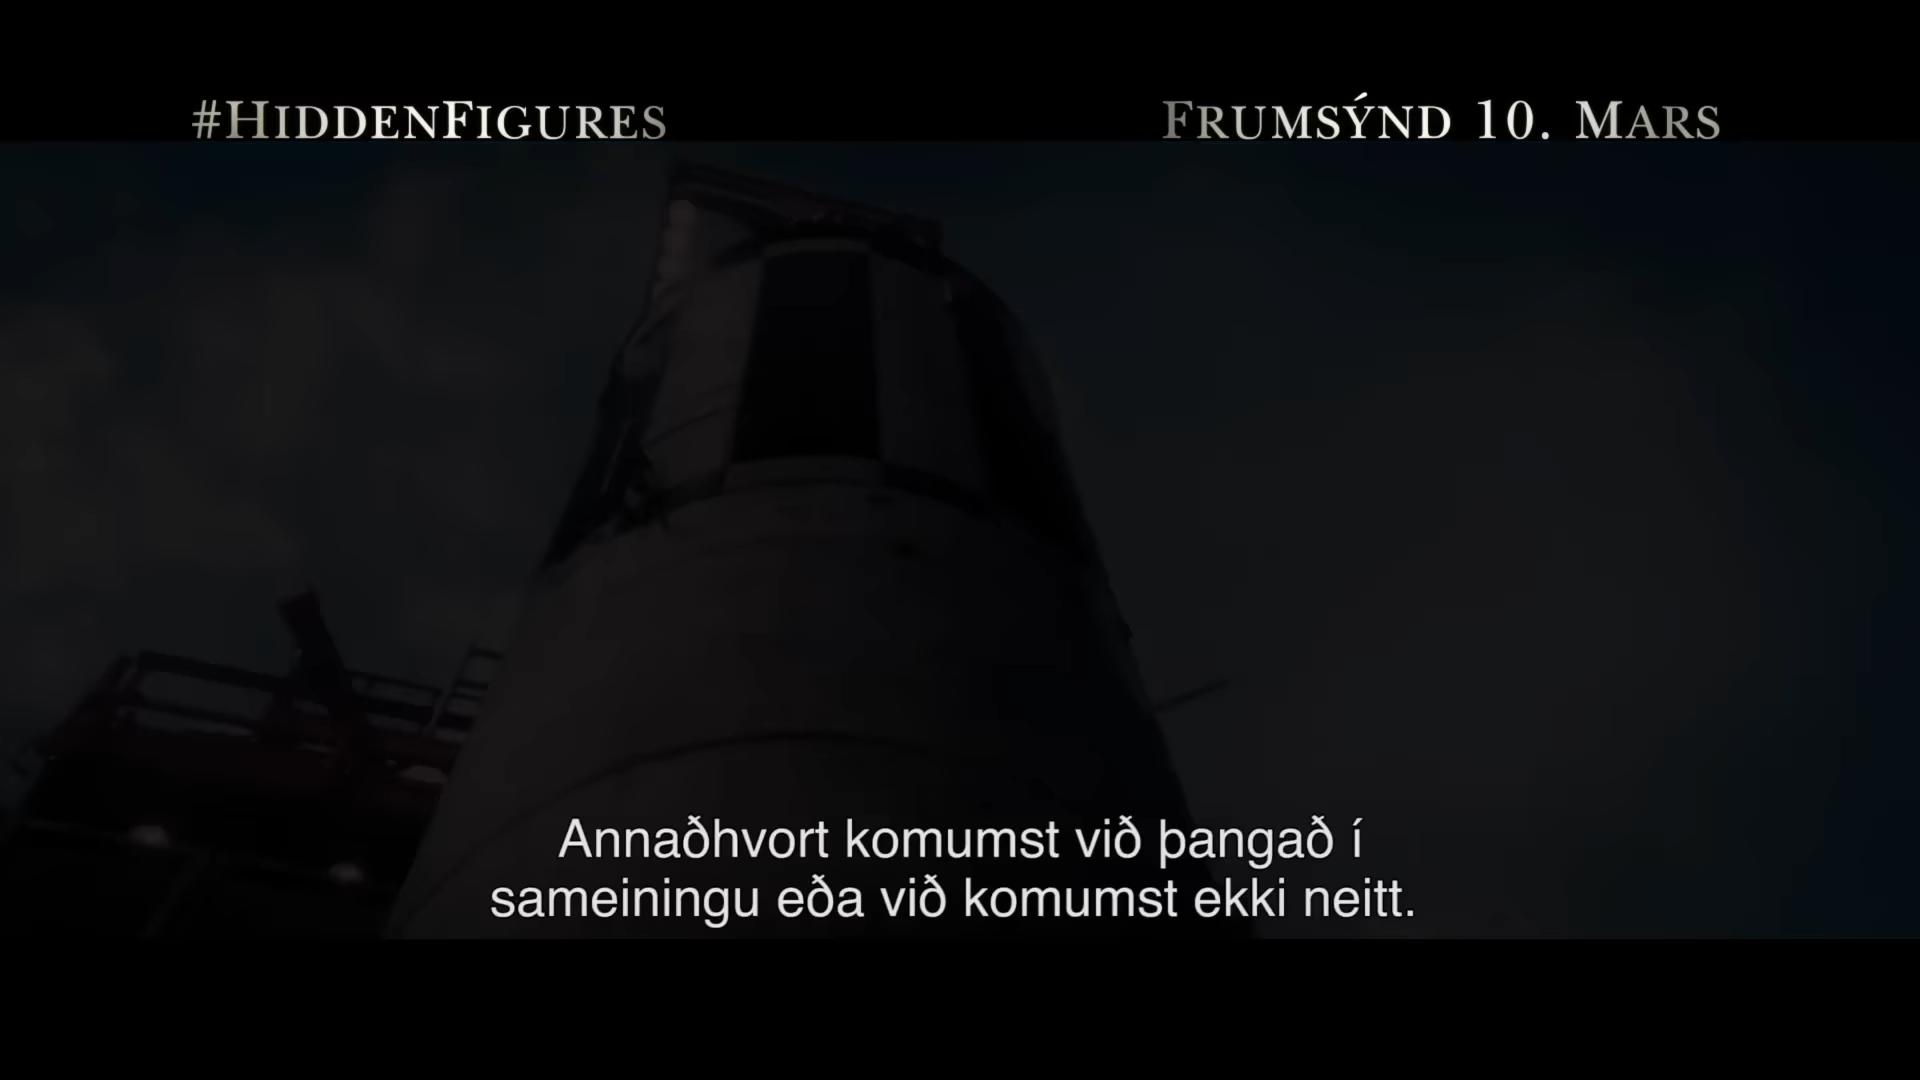 #HiddenFigures
Frumsýnd 10. Mars
Annaðhvort komumst við þangað í
sameiningu eða við komumst ekki neitt.